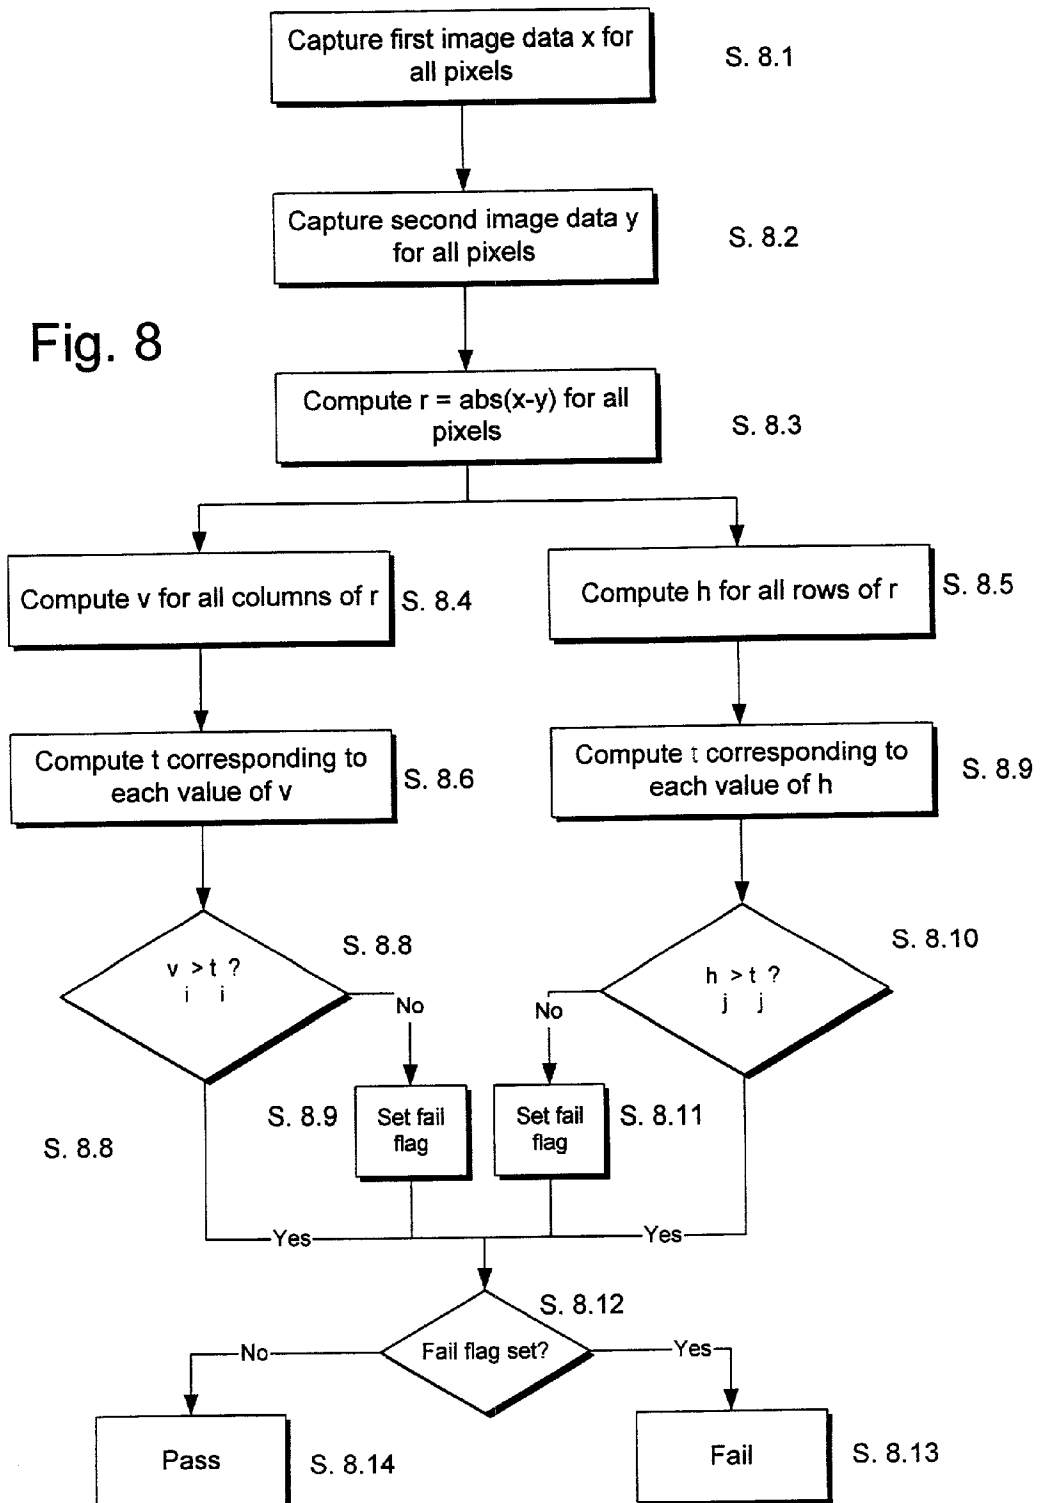 Capture first image data x for
all pixels
S. 8.1
Capture second image data y
for all pixels
S. 8.2
Fig. 8
Compute r = abs(x-y) for all
pixels
S. 8.3
Compute v for all columns of r
S. 8.4
Compute h for all rows of r
S. 8.5
Compute t corresponding to
each value of v
S. 8.6
Compute t corresponding to
each value of h
S. 8.9
v > t ?
i i
S. 8.8
No
h > t ?
j j
S. 8.10
No
S. 8.8
S. 8.9
Set fail
flag
Set fail
flag
S. 8.11
Yes
Yes
S. 8.12
Fail flag set?
No
Yes
Pass
S. 8.14
Fail
S. 8.13